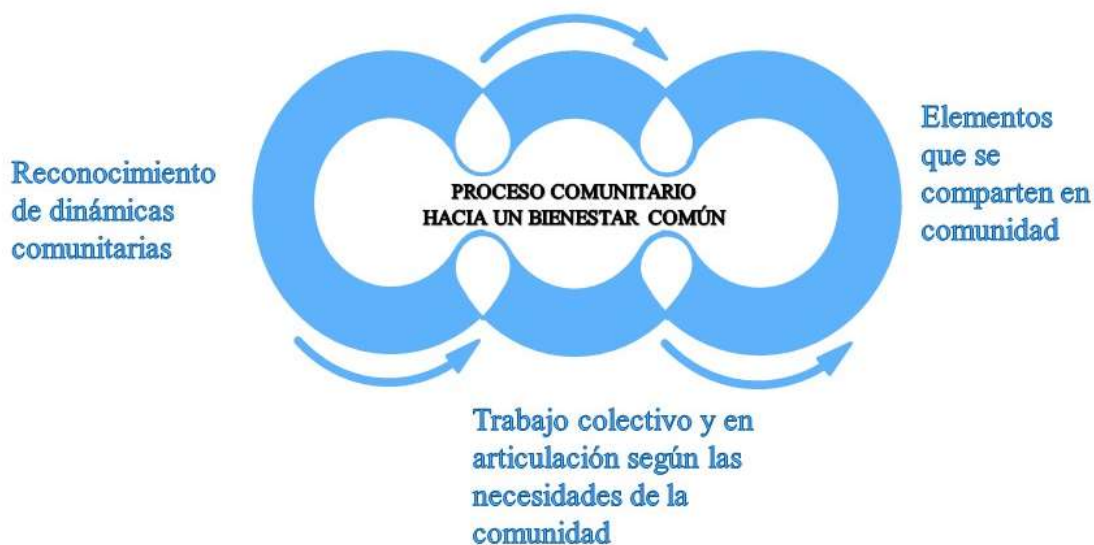 Reconocimiento
de dinámicas
comunitarias
PROCESO COMUNITARIO
HACIA UN BIENESTAR COMÚN
Elementos
que se
comparten en
comunidad
Trabajo colectivo y en
articulación según las
necesidades de la
comunidad